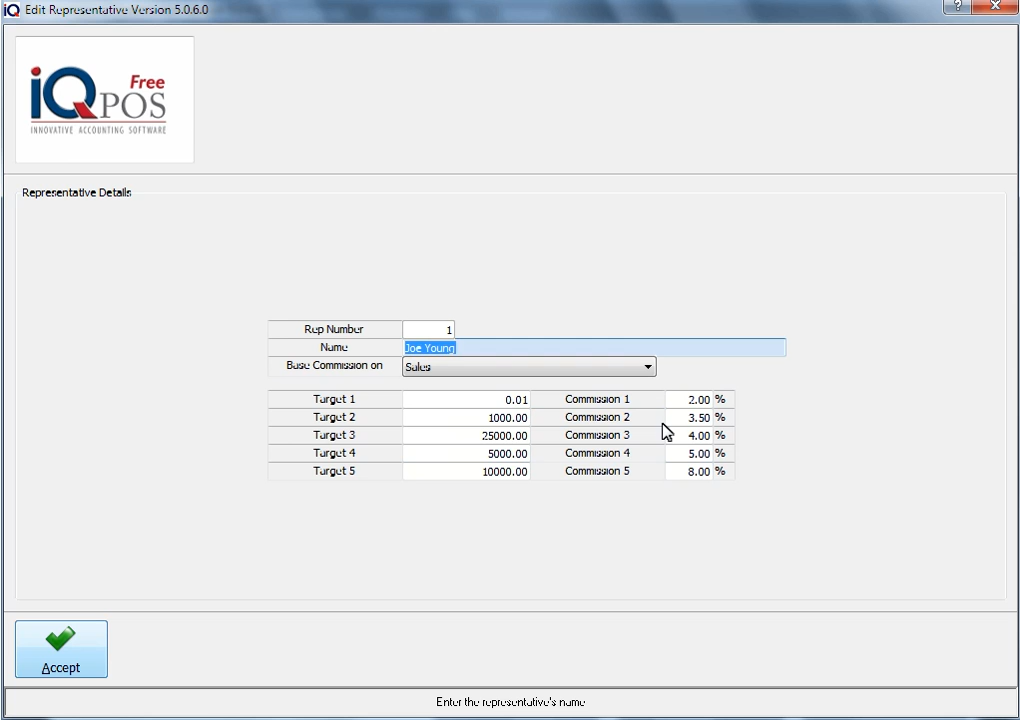 iQ Edit Representative Version 5.0.6.0
?
iQ Free
POS
INNOVATIVE ACCOUNTING SOFTWARE
Representative Details
Rep Number 1
Name Joe Young
Base Commission on Sales
Target 1 0.01 Commission 1 2.00 %
Target 2 1000.00 Commission 2 3.50 %
Target 3 25000.00 Commission 3 4.00 %
Target 4 5000.00 Commission 4 5.00 %
Target 5 10000.00 Commission 5 8.00 %
Accept
Enter the representative's name